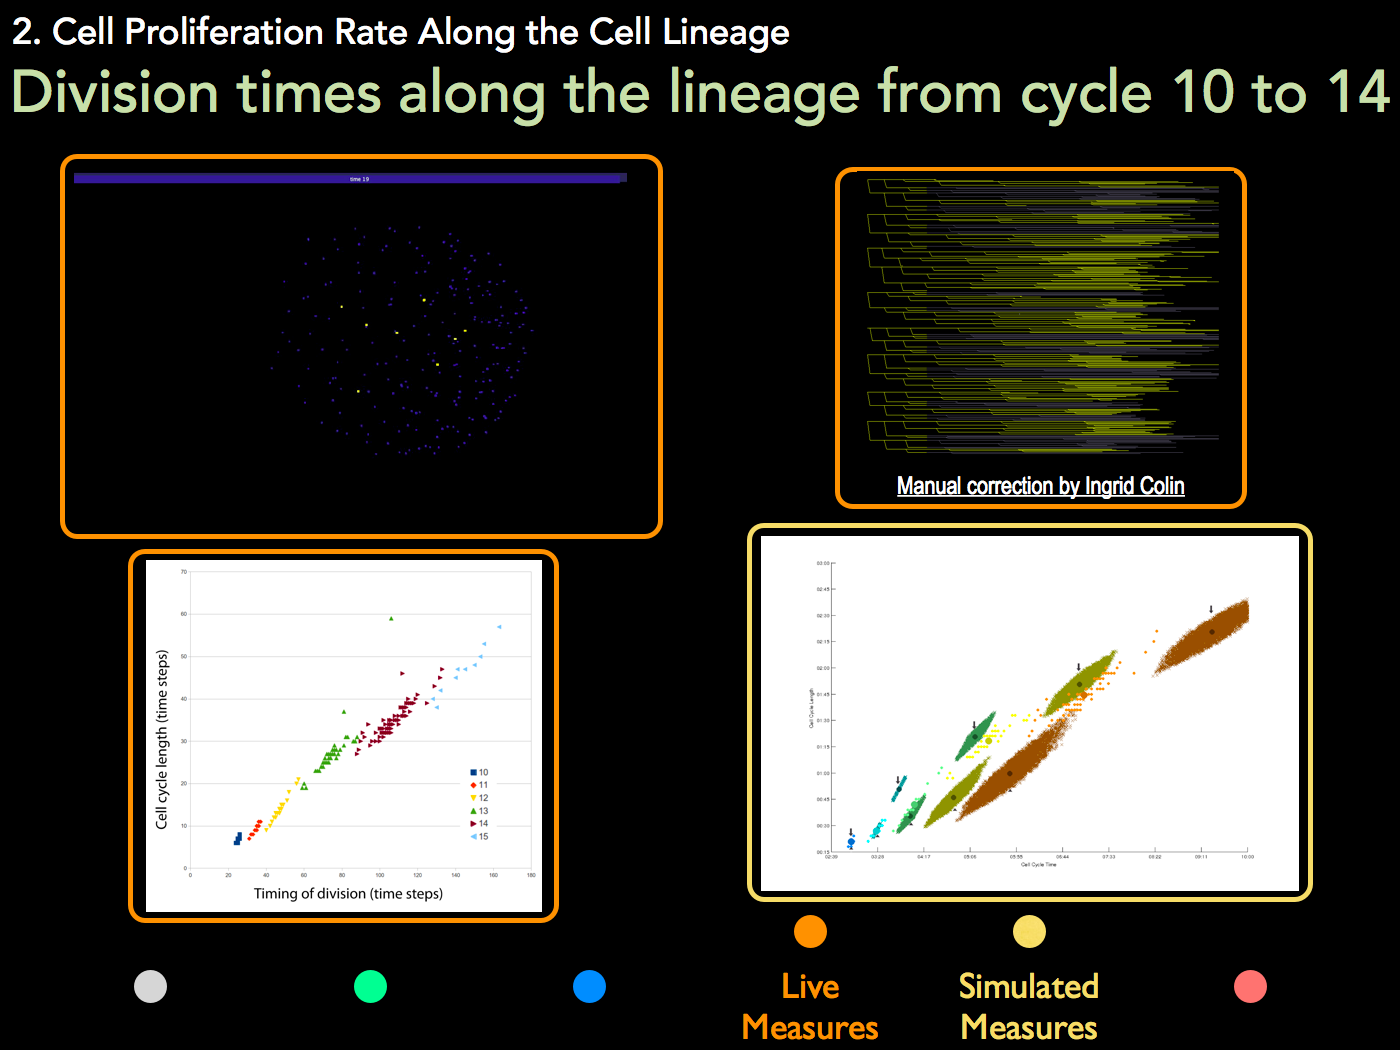 2. Cell Proliferation Rate Along the Cell Lineage
Division times along the lineage from cycle 10 to 14
time 19
Manual correction by Ingrid Colin
Cell cycle length (time steps)
70
60
50
40
30
20
10
0
10
11
12
13
14
15
0 20 40 60 80 100 120 140 160 180
Timing of division (time steps)
Cell Cycle Length
03:00
02:45
02:30
02:15
02:00
01:45
01:30
01:15
01:00
00:45
00:30
00:15
02:39 03:28 04:17 05:06 05:55 06:44 07:33 08:22 09:11 10:00
Cell Cycle Time
Live
Measures
Simulated
Measures